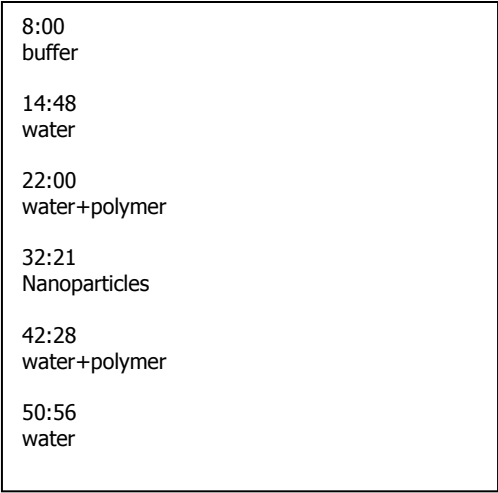 8:00
buffer
14:48
water
22:00
water+polymer
32:21
Nanoparticles
42:28
water+polymer
50:56
water